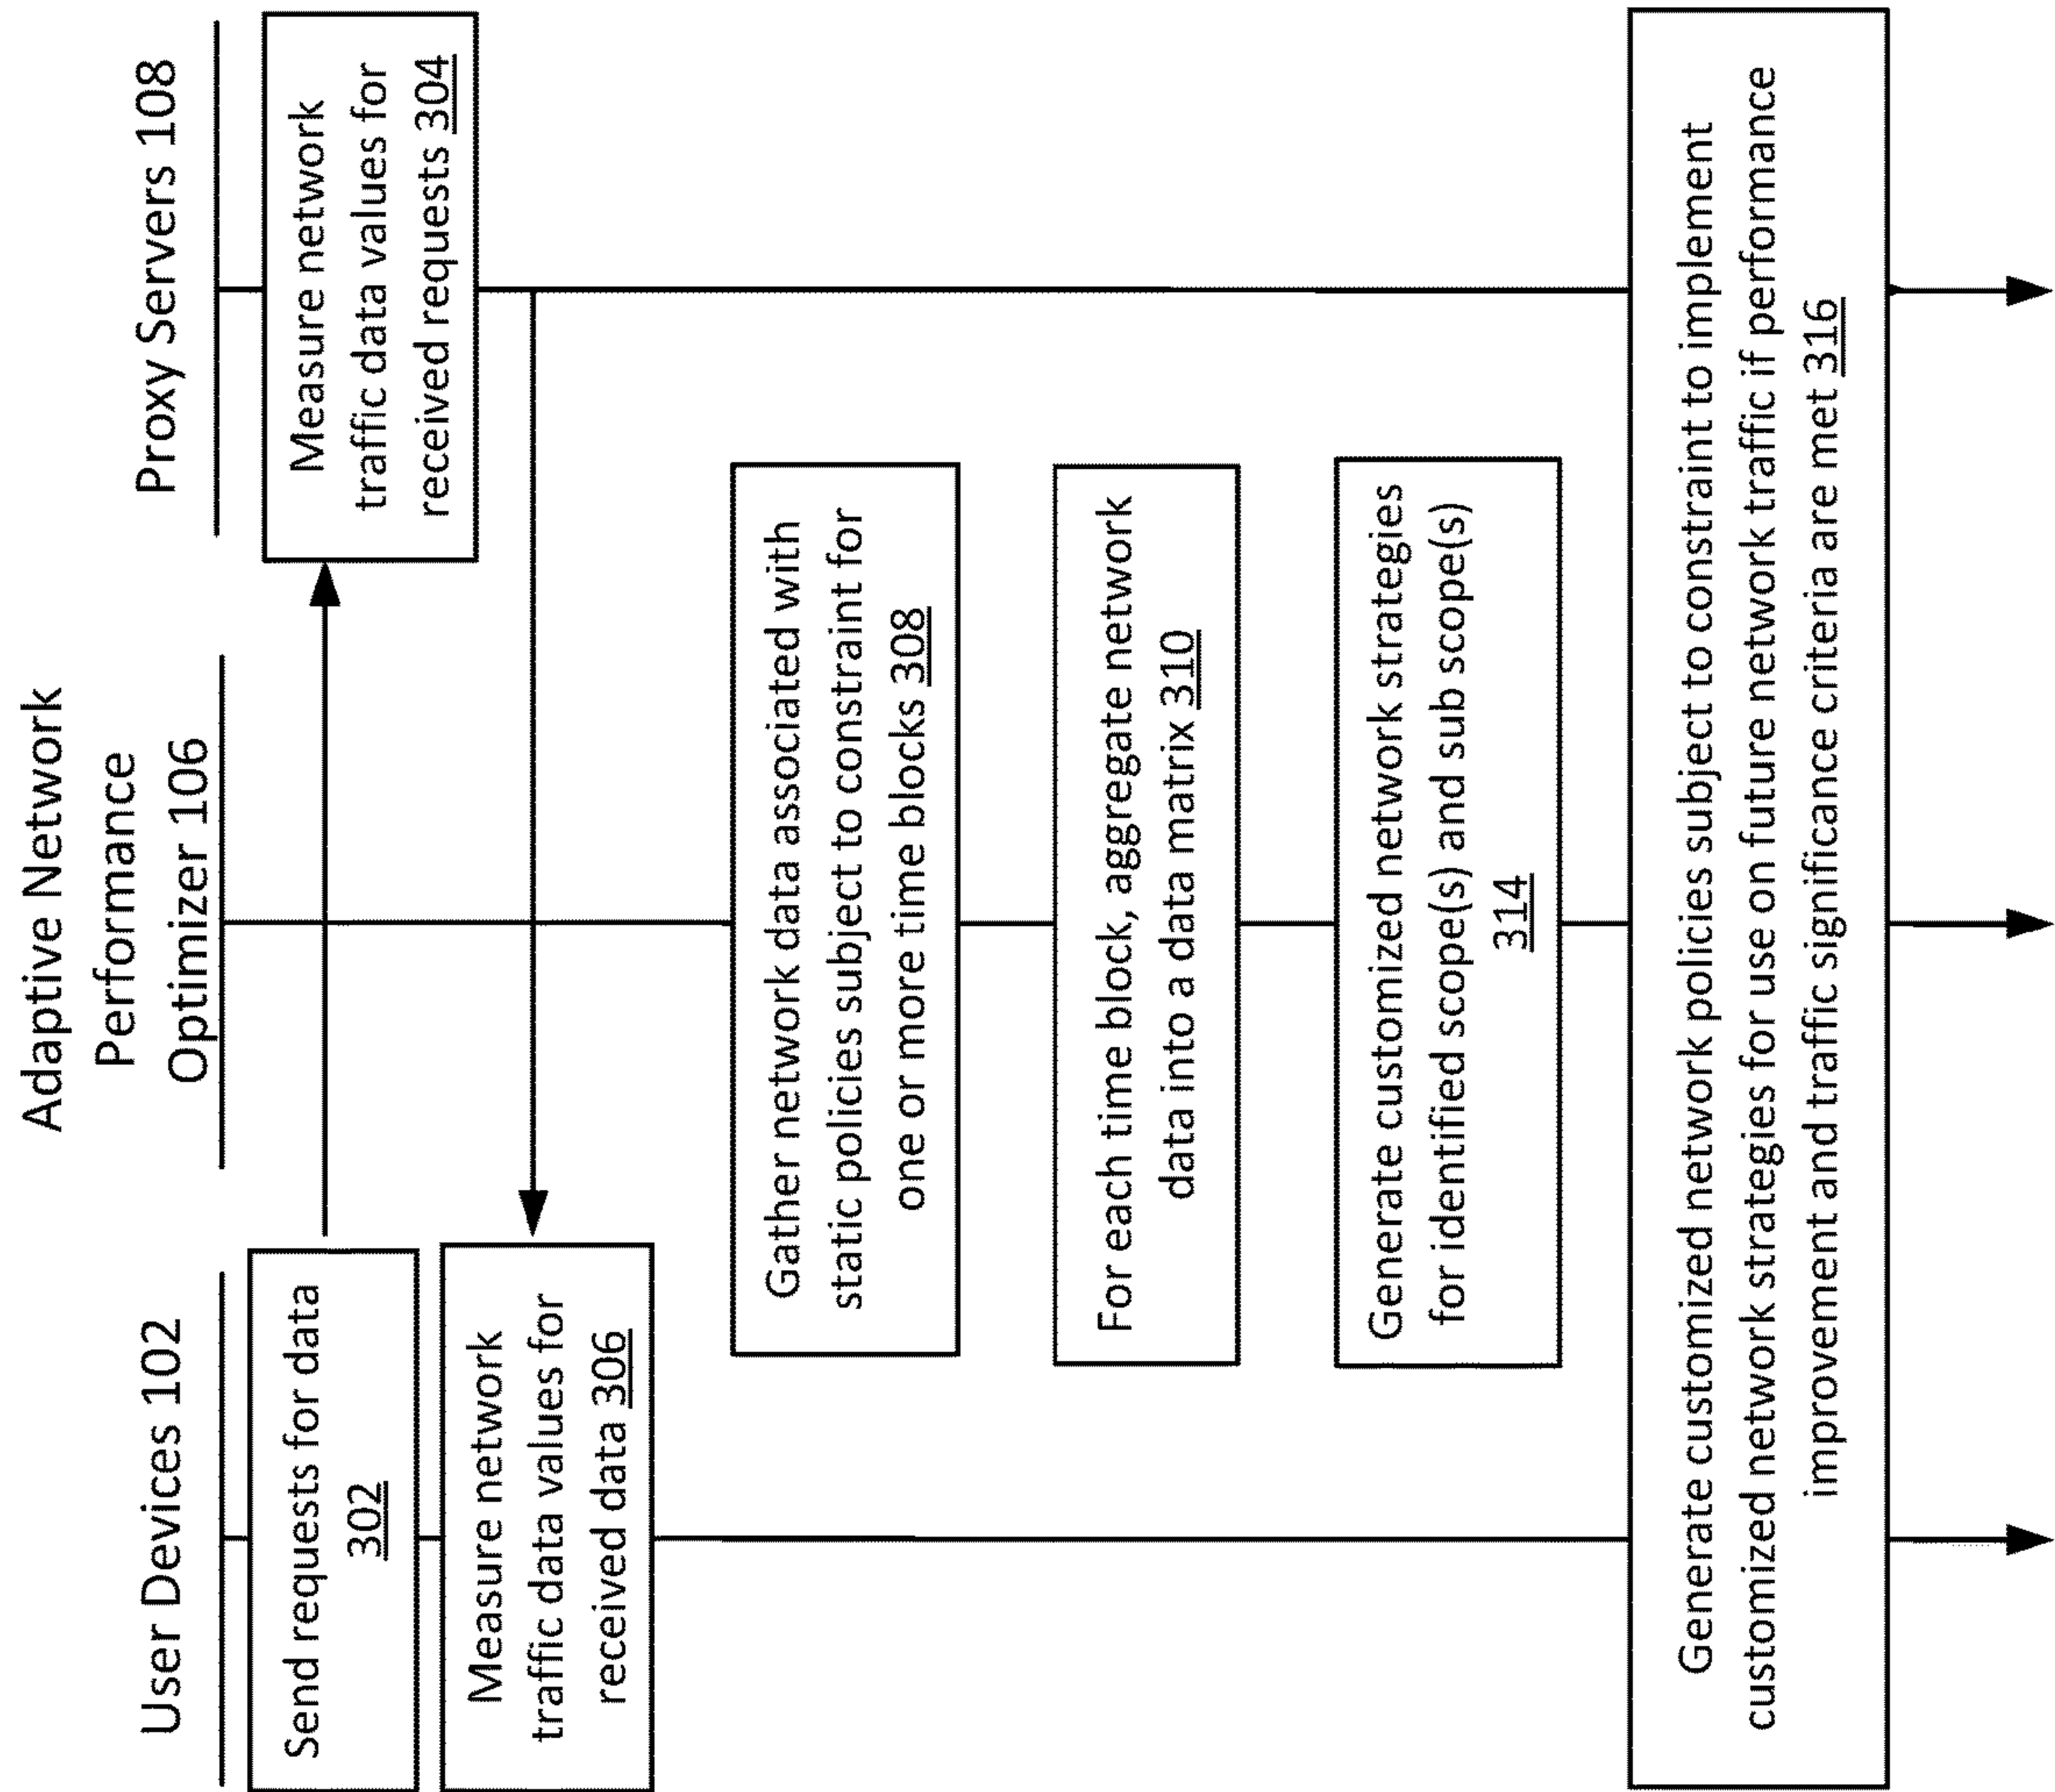 User Devices 102
Adaptive Network
Performance
Optimizer 106
Proxy Servers 108
Send requests for data
302
Measure network
traffic data values for
received requests 304
Measure network
traffic data values for
received data 306
Gather network data associated with
static policies subject to constraint for
one or more time blocks 308
For each time block, aggregate network
data into a data matrix 310
Generate customized network strategies
for identified scope(s) and sub scope(s)
314
Generate customized network policies subject to constraint to implement
customized network strategies for use on future network traffic if performance
improvement and traffic significance criteria are met 316